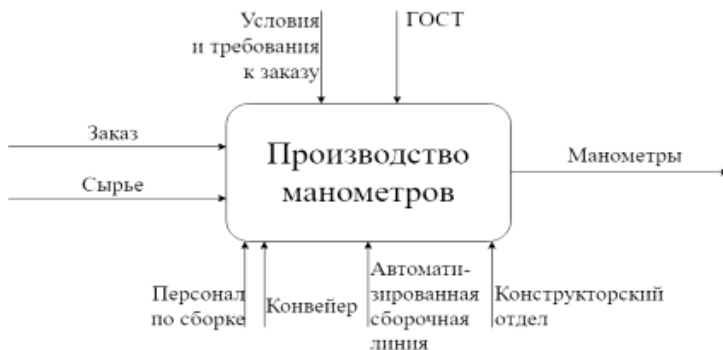 Условия
и требования
к заказу
ГОСТ
Заказ
Сырье
Производство
манометров
Манометры
Персонал
по сборке
Конвейер
Автомати-
зированная
сборочная
линия
Конструкторский
отдел